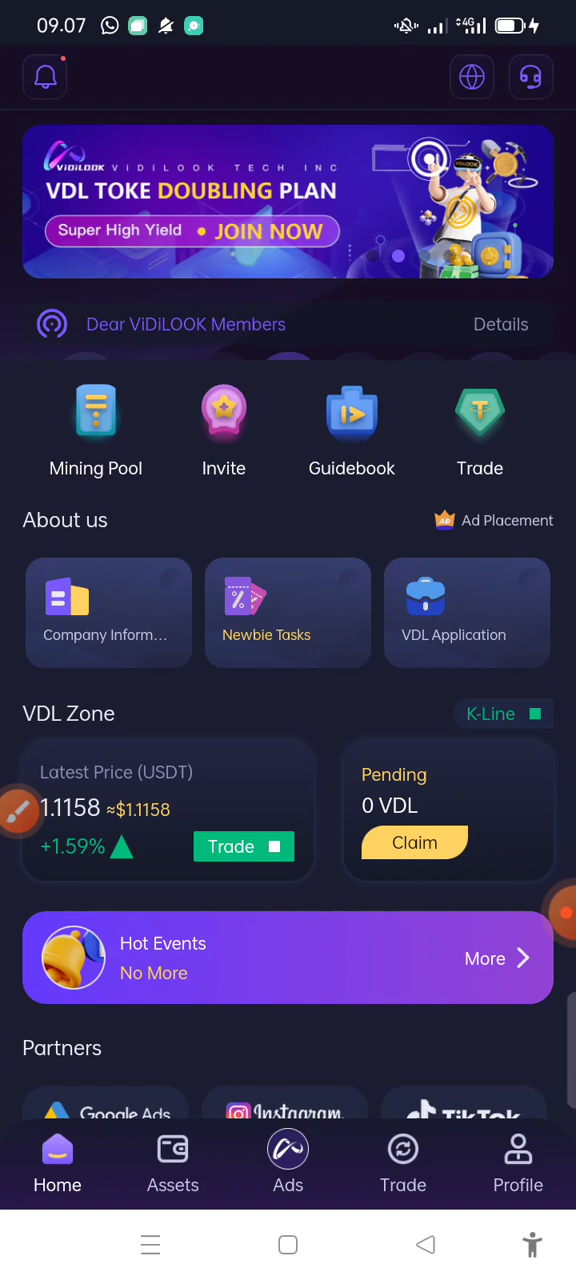 09.07
4G
ViDiLOOK VIDILOOK TECH INC
VDL TOKE DOUBLING PLAN
Super High Yield • JOIN NOW
Dear ViDiLOOK Members Details
Mining Pool Invite Guidebook Trade
About us AD Ad Placement
Company Inform... Newbie Tasks VDL Application
VDL Zone K-Line
Latest Price (USDT)
Pending
1.1158 ≈$1.1158
0 VDL
+1.59% Trade
Claim
Hot Events
No More
More
Partners
Google Ads Instagram TikTok
Home Assets Ads Trade Profile